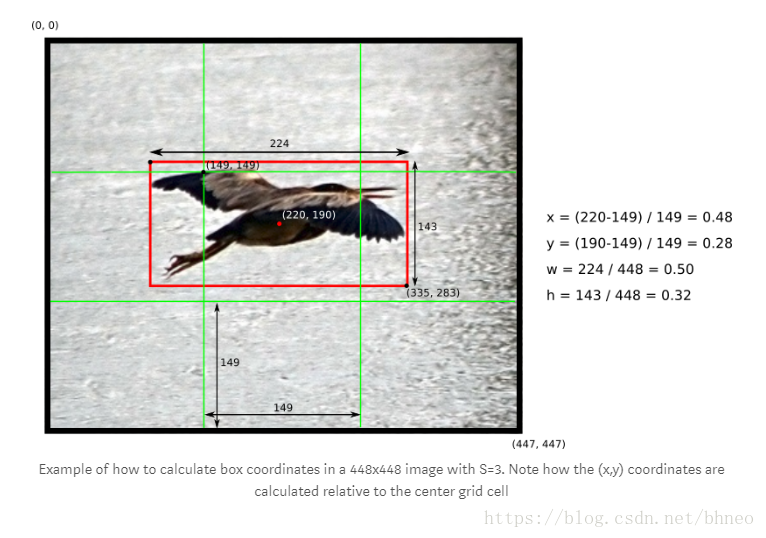 (0, 0)
224
(149, 149)
(220, 190)
143
(335, 283)
149
149
(447, 447)
x = (220-149) / 149 = 0.48
y = (190-149) / 149 = 0.28
w = 224 / 448 = 0.50
h = 143 / 448 = 0.32
Example of how to calculate box coordinates in a 448x448 image with S=3. Note how the (x,y) coordinates are
calculated relative to the center grid cell
https://blog.csdn.net/bhneo